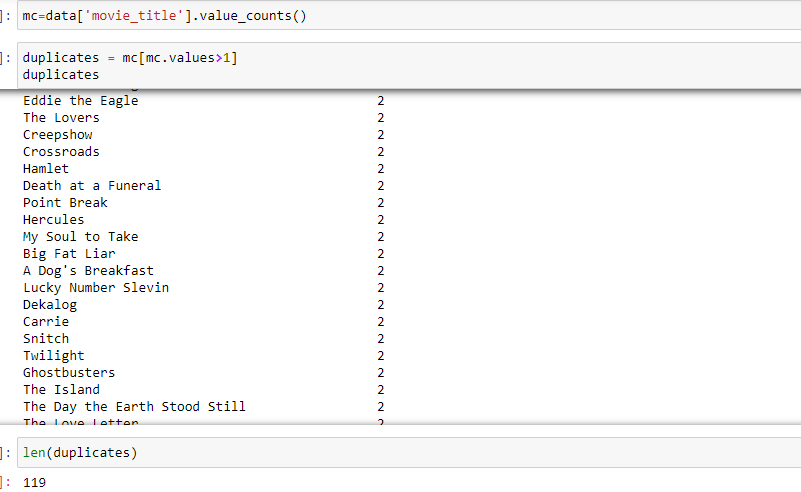 ]: mc=data['movie_title'].value_counts()
]: duplicates = mc[mc.values>1]
duplicates
Eddie the Eagle 2
The Lovers 2
Creepshow 2
Crossroads 2
Hamlet 2
Death at a Funeral 2
Point Break 2
Hercules 2
My Soul to Take 2
Big Fat Liar 2
A Dog's Breakfast 2
Lucky Number Slevin 2
Dekalog 2
Carrie 2
Snitch 2
Twilight 2
Ghostbusters 2
The Island 2
The Day the Earth Stood Still 2
The Love Letter 2
]: len(duplicates)
]: 119